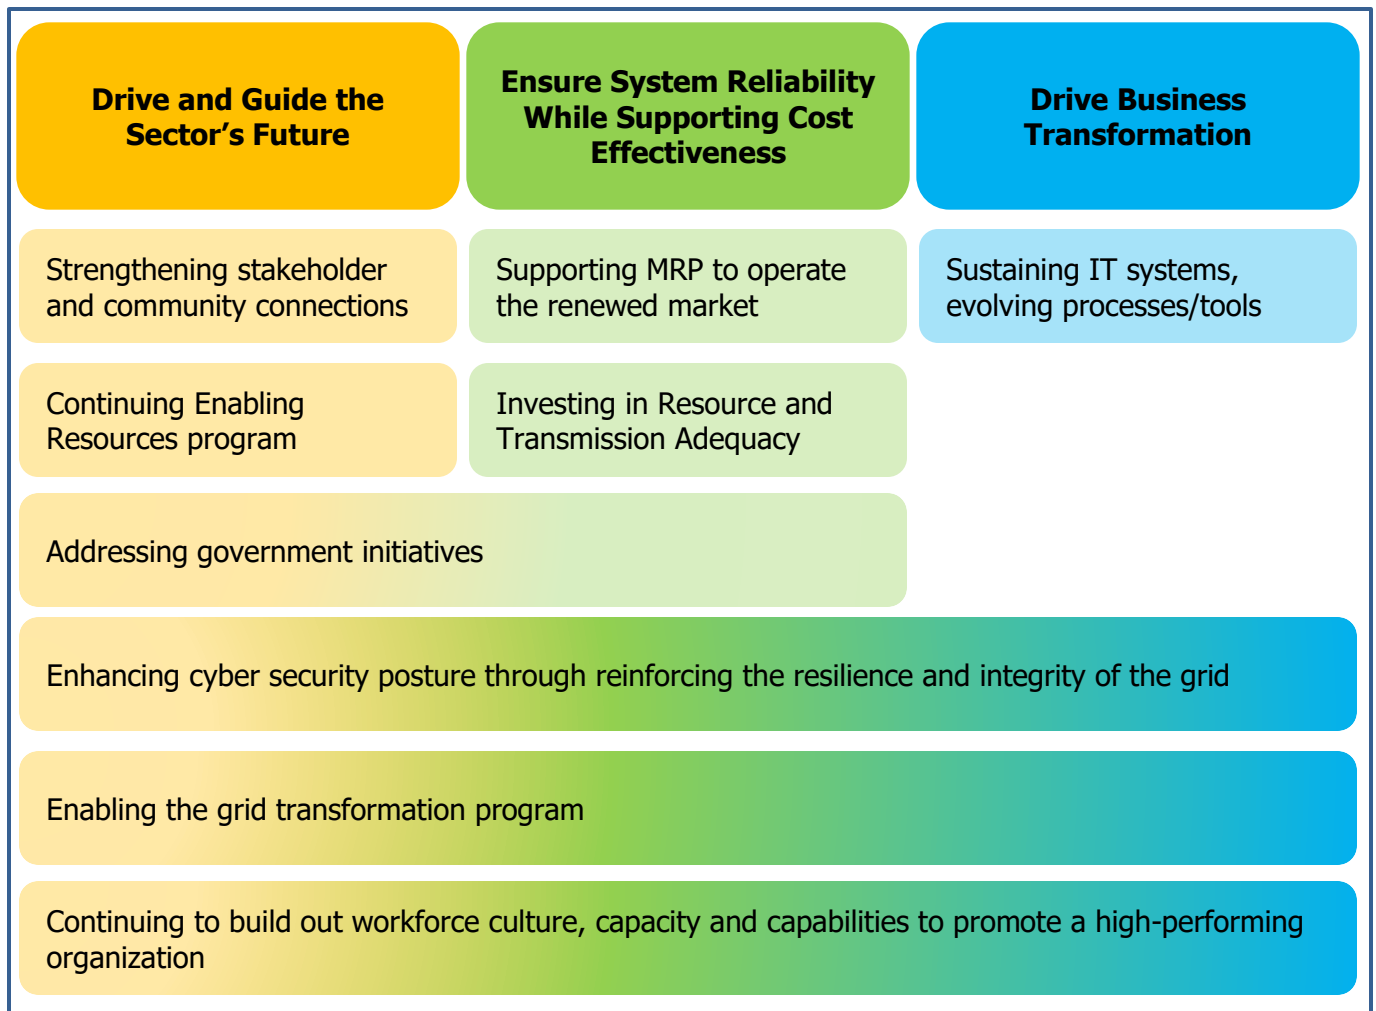 Drive and Guide the
Sector’s Future
Ensure System Reliability
While Supporting Cost
Effectiveness
Drive Business
Transformation
Strengthening stakeholder
and community connections
Supporting MRP to operate
the renewed market
Sustaining IT systems,
evolving processes/tools
Continuing Enabling
Resources program
Investing in Resource and
Transmission Adequacy
Addressing government initiatives
Enhancing cyber security posture through reinforcing the resilience and integrity of the grid
Enabling the grid transformation program
Continuing to build out workforce culture, capacity and capabilities to promote a high-performing
organization